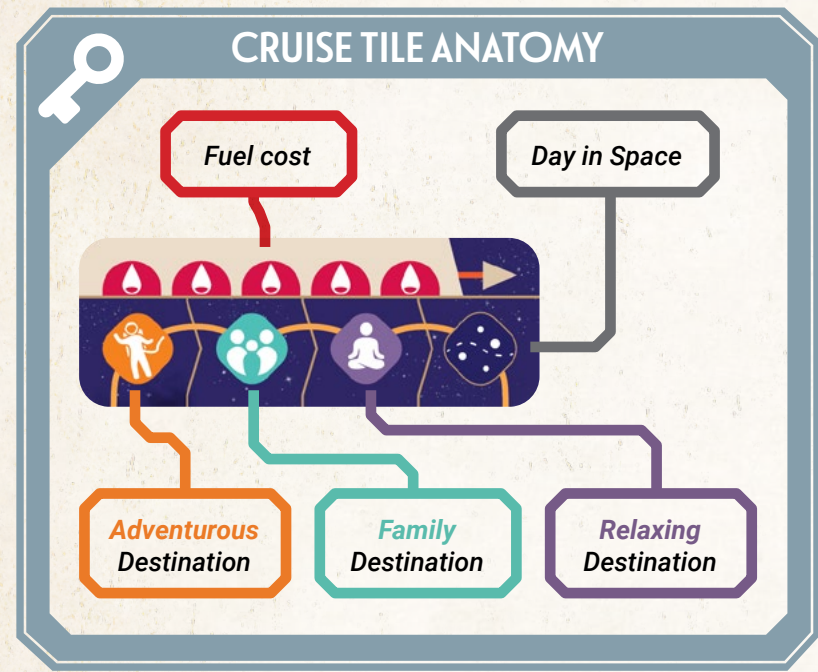 CRUISE TILE ANATOMY
Fuel cost
Day in Space
Adventurous
Destination
Family
Destination
Relaxing
Destination